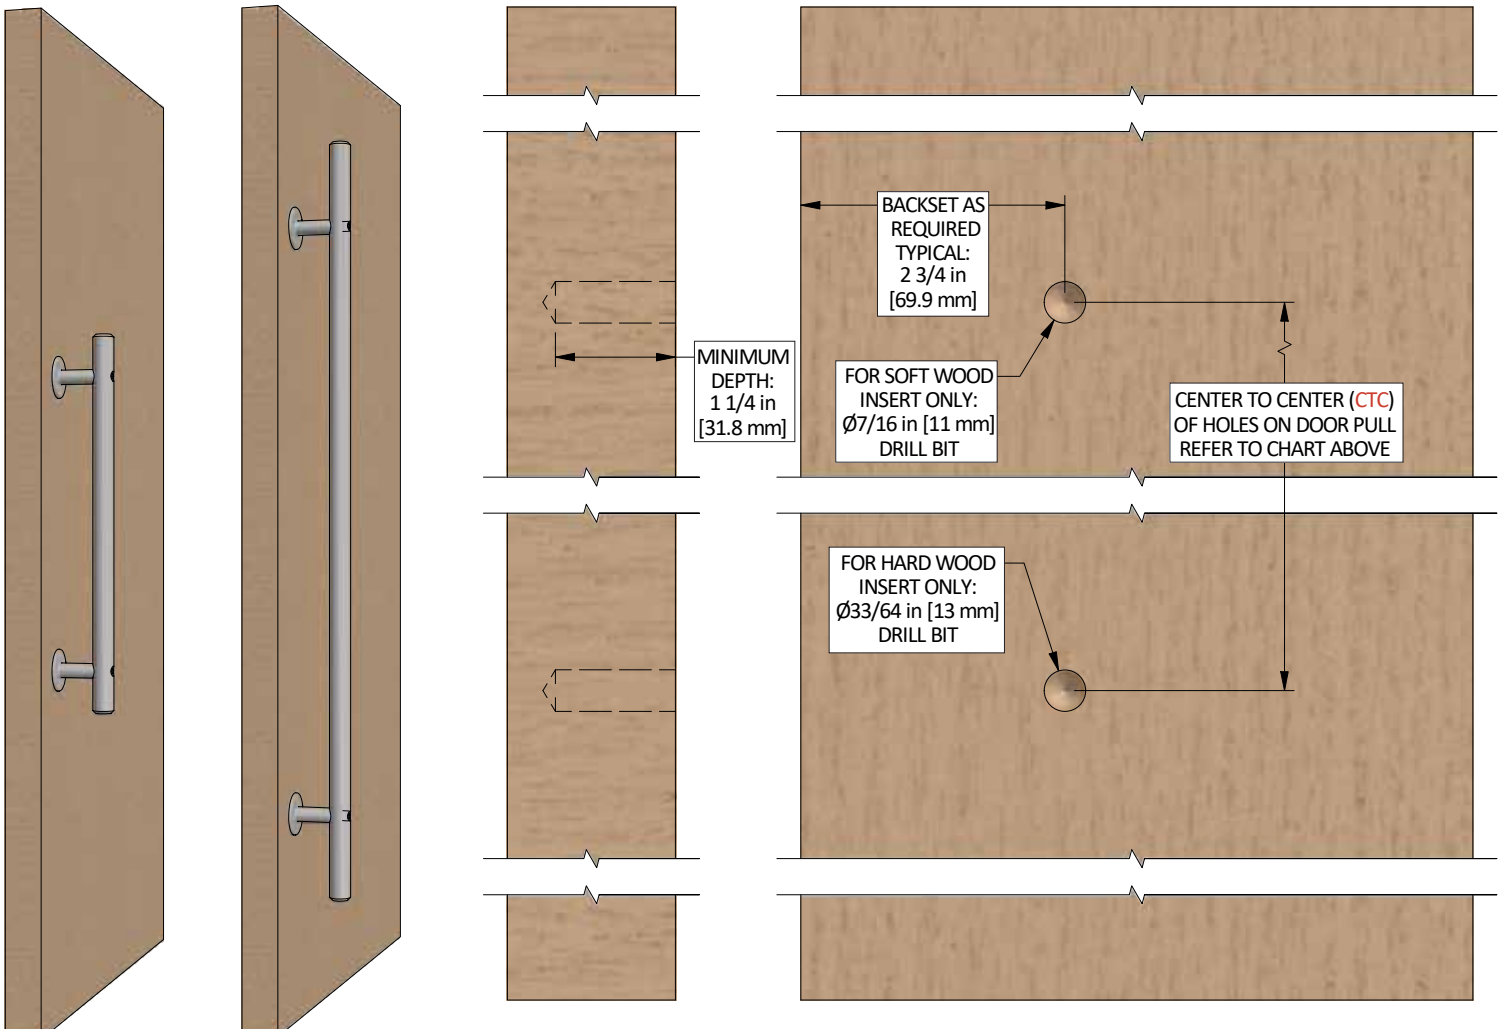 BACKSET AS
REQUIRED
TYPICAL:
2 3/4 in
[69.9 mm]
MINIMUM
DEPTH:
1 1/4 in
[31.8 mm]
FOR SOFT WOOD
INSERT ONLY:
Ø7/16 in [11 mm]
DRILL BIT
CENTER TO CENTER (CTC)
OF HOLES ON DOOR PULL
REFER TO CHART ABOVE
FOR HARD WOOD
INSERT ONLY:
Ø33/64 in [13 mm]
DRILL BIT